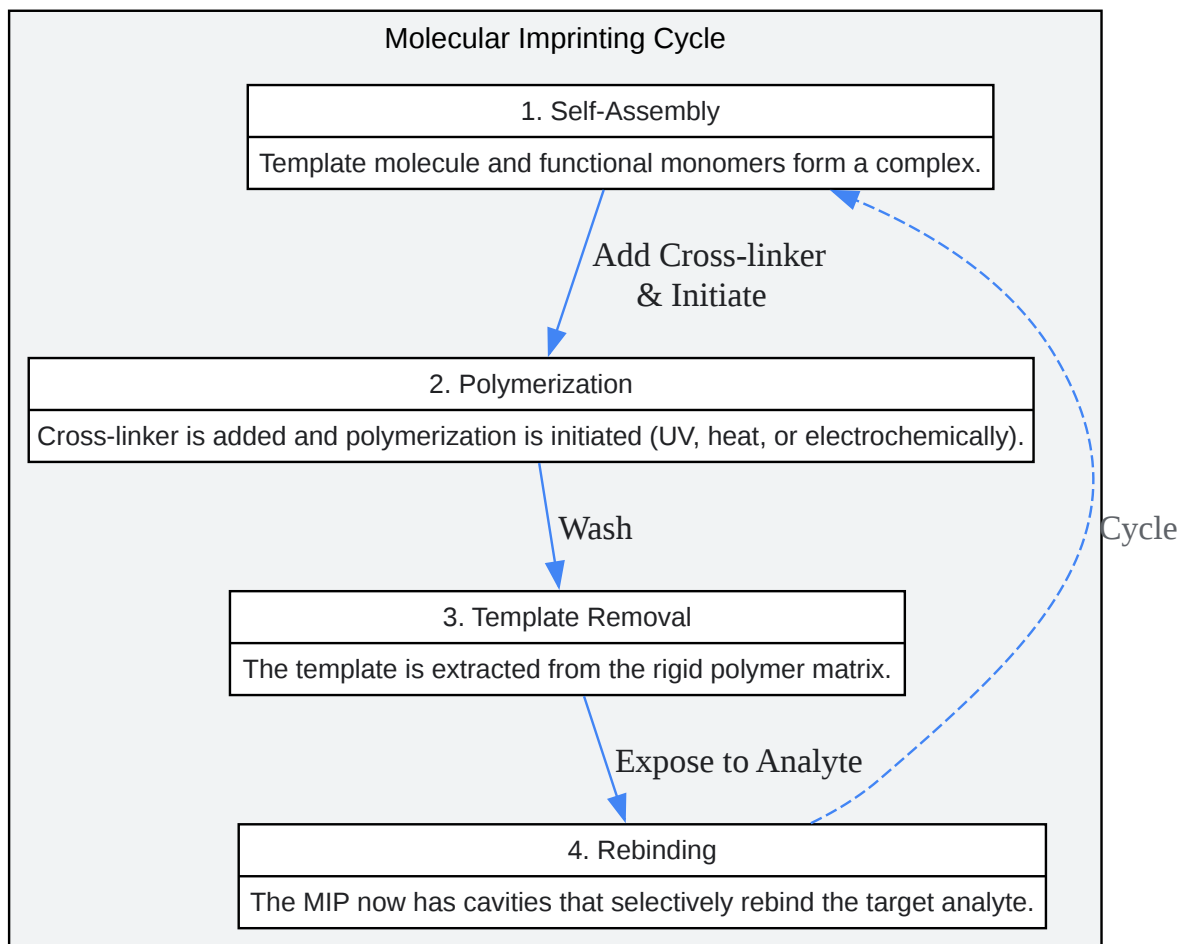 Molecular Imprinting Cycle
1. Self-Assembly
Template molecule and functional monomers form a complex.
Add Cross-linker
& Initiate
2. Polymerization
Cross-linker is added and polymerization is initiated (UV, heat, or electrochemically).
Wash
Cycle
3. Template Removal
The template is extracted from the rigid polymer matrix.
Expose to Analyte
4. Rebinding
The MIP now has cavities that selectively rebind the target analyte.